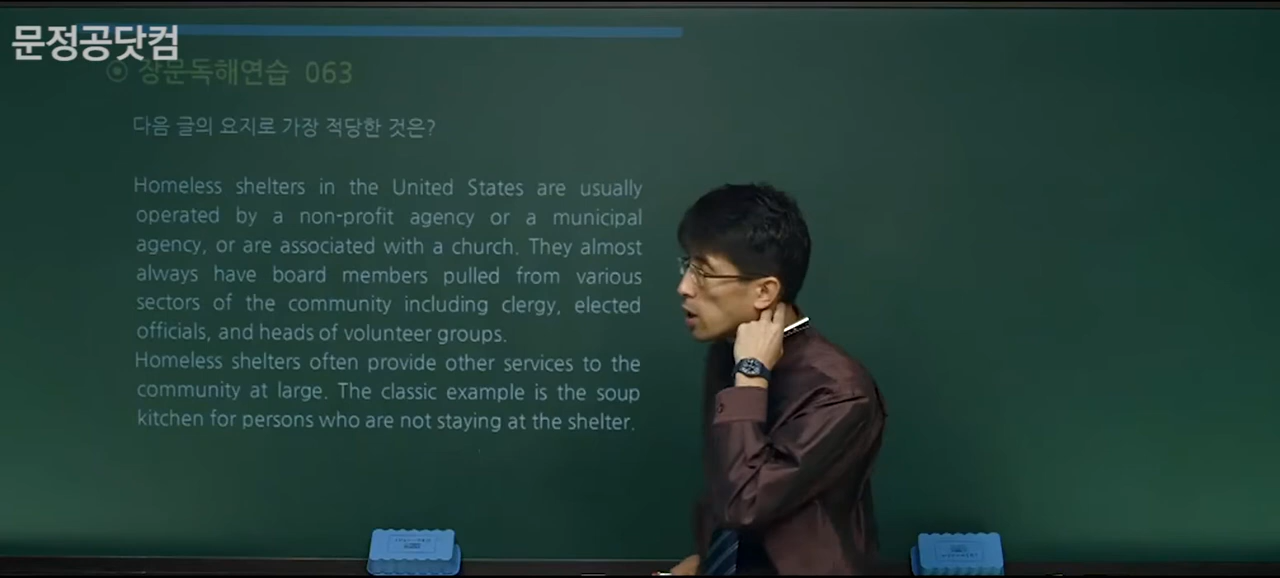 문정공닷컴
장문독해연습 063
다음 글의 요지로 가장 적당한 것은?
Homeless shelters in the United States are usually
operated by a non-profit agency or a municipal
agency, or are associated with a church. They almost
always have board members pulled from various
sectors of the community including clergy, elected
officials, and heads of volunteer groups.
Homeless shelters often provide other services to the
community at large. The classic example is the soup
kitchen for persons who are not staying at the shelter.